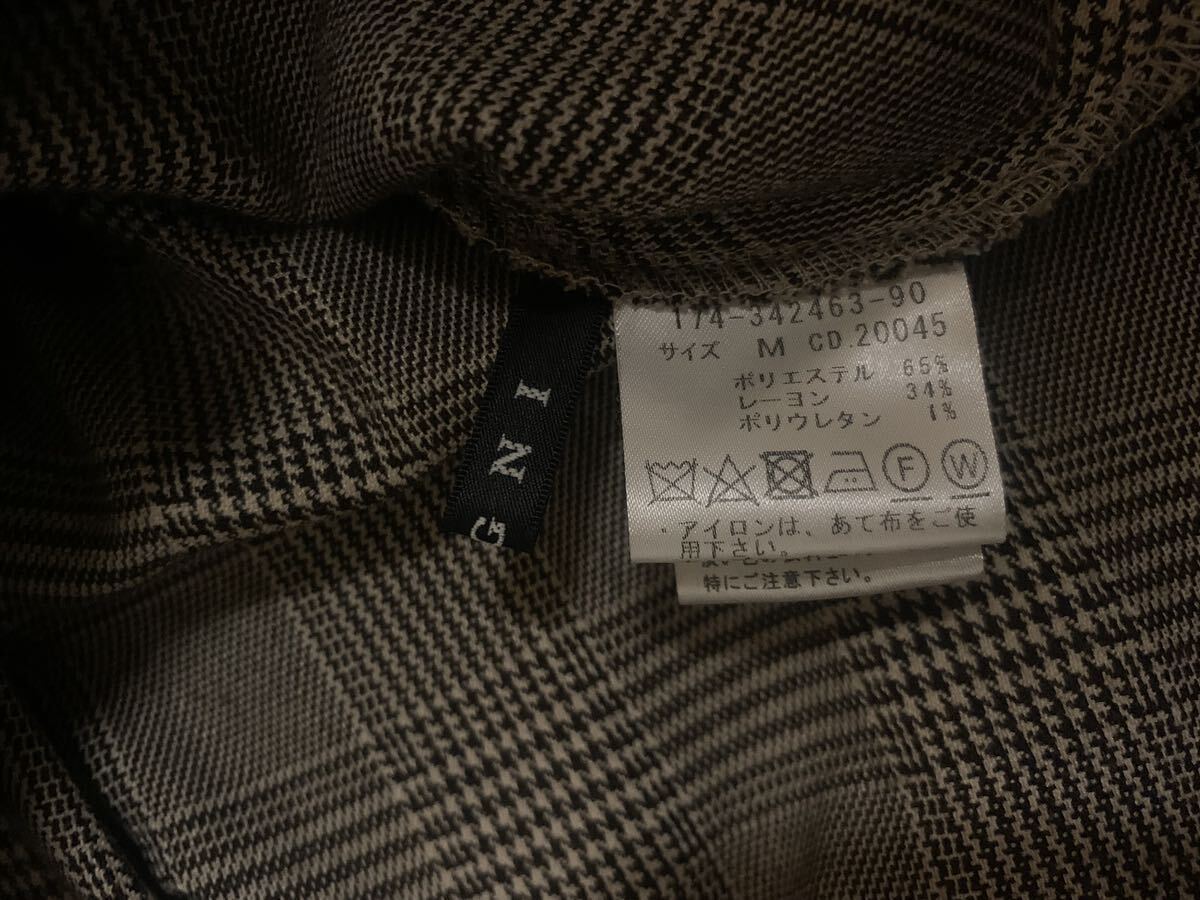 174-342463-90
サイズ M CD.20045
ポリエステル 65%
レーヨン 34%
ポリウレタン 1%
F W
・アイロンは、あて布をご使
用下さい。
特にご注意下さい。
I N G